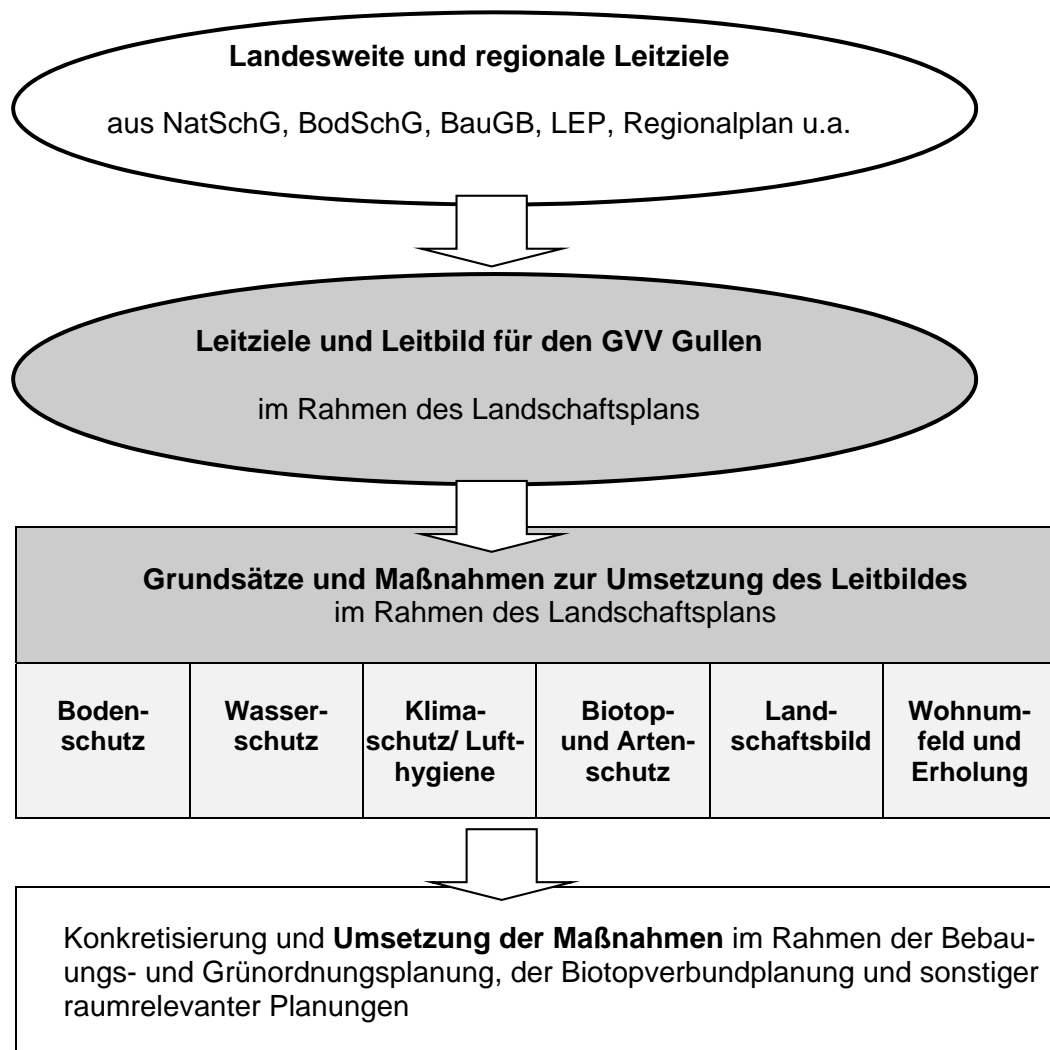 Landesweite und regionale Leitziele
aus NatSchG, BodSchG, BauGB, LEP, Regionalplan u.a.
Leitziele und Leitbild für den GVV Gullen
im Rahmen des Landschaftsplans
Grundsätze und Maßnahmen zur Umsetzung des Leitbildes
im Rahmen des Landschaftsplans
Boden-
schutz
Wasser-
schutz
Klima-
schutz/ Luft-
hygiene
Biotop-
und Arten-
schutz
Land-
schaftsbild
Wohnum-
feld und
Erholung
Konkretisierung und Umsetzung der Maßnahmen im Rahmen der Bebau-
ungs- und Grünordnungsplanung, der Biotopverbundplanung und sonstiger
raumrelevanter Planungen